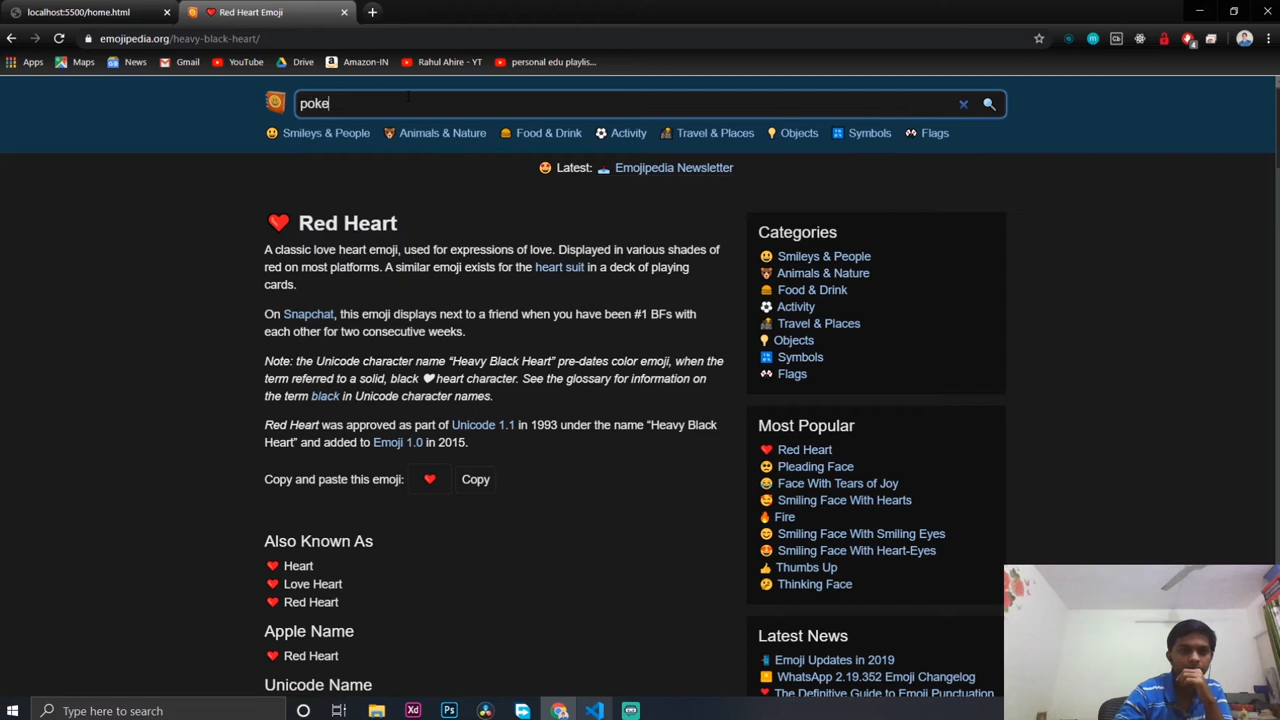 localhost:5500/home.html
Red Heart Emoji
emojipedia.org/heavy-black-heart/
Apps
Maps
News
Gmail
YouTube
Drive
Amazon-IN
Rahul Ahire - YT
personal edu playlis...
poke
Smileys & People
Animals & Nature
Food & Drink
Activity
Travel & Places
Objects
Symbols
Flags
Latest: Emojipedia Newsletter
Red Heart
A classic love heart emoji, used for expressions of love. Displayed in various shades of
red on most platforms. A similar emoji exists for the heart suit in a deck of playing
cards.
On Snapchat, this emoji displays next to a friend when you have been #1 BFs with
each other for two consecutive weeks.
Note: the Unicode character name “Heavy Black Heart” pre-dates color emoji, when the
term referred to a solid, black 🖤 heart character. See the glossary for information on
the term black in Unicode character names.
Red Heart was approved as part of Unicode 1.1 in 1993 under the name “Heavy Black
Heart” and added to Emoji 1.0 in 2015.
Copy and paste this emoji: ❤️ Copy
Also Known As
❤️ Heart
❤️ Love Heart
❤️ Red Heart
Apple Name
❤️ Red Heart
Unicode Name
Categories
Smileys & People
Animals & Nature
Food & Drink
Activity
Travel & Places
Objects
Symbols
Flags
Most Popular
Red Heart
Pleading Face
Face With Tears of Joy
Smiling Face With Hearts
Fire
Smiling Face With Smiling Eyes
Smiling Face With Heart-Eyes
Thumbs Up
Thinking Face
Latest News
Emoji Updates in 2019
WhatsApp 2.19.352 Emoji Changelog
The Definitive Guide to Emoji Punctuation
Type here to search
Xd
Ps